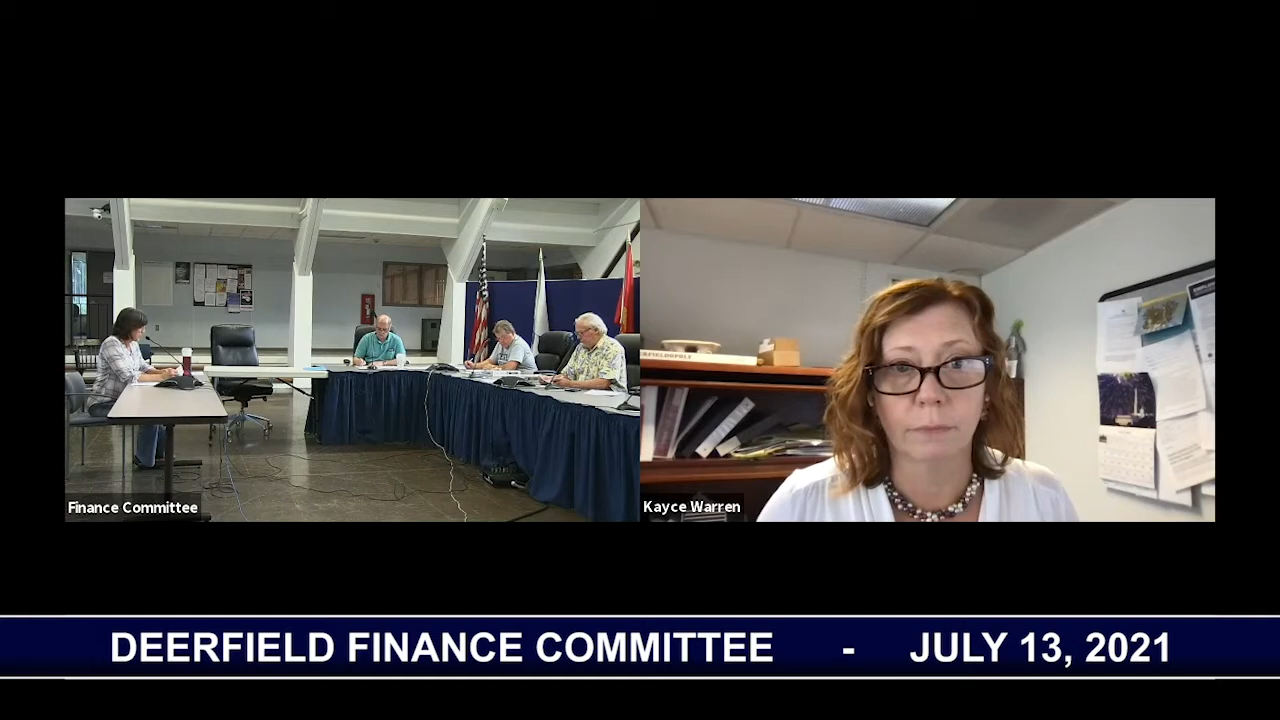 Finance Committee
Kayce Warren
DEERFIELD FINANCE COMMITTEE - JULY 13, 2021